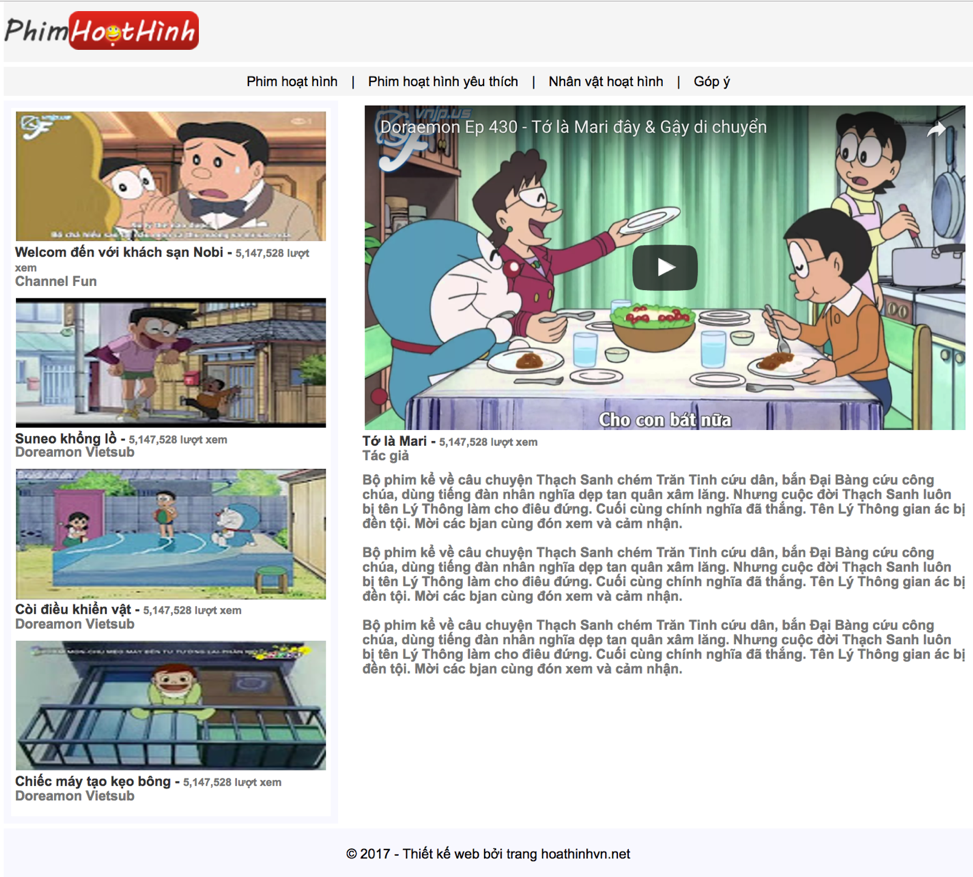 PhimHoạtHình
Phim hoạt hình | Phim hoạt hình yêu thích | Nhân vật hoạt hình | Góp ý
Welcom đến với khách sạn Nobi - 5,147,528 lượt
xem
Channel Fun
Suneo khổng lồ - 5,147,528 lượt xem
Doreamon Vietsub
Còi điều khiển vật - 5,147,528 lượt xem
Doreamon Vietsub
Chiếc máy tạo kẹo bông - 5,147,528 lượt xem
Doreamon Vietsub
vnjp.us
Doraemon Ep 430 - Tớ là Mari đây & Gậy di chuyển
Cho con bát nữa
Tớ là Mari - 5,147,528 lượt xem
Tác giả
Bộ phim kể về câu chuyện Thạch Sanh chém Trăn Tinh cứu dân, bắn Đại Bàng cứu công
chúa, dùng tiếng đàn nhân nghĩa dẹp tan quân xâm lăng. Nhưng cuộc đời Thạch Sanh luôn
bị tên Lý Thông làm cho điêu đứng. Cuối cùng chính nghĩa đã thắng. Tên Lý Thông gian ác bị
đền tội. Mời các bjan cùng đón xem và cảm nhận.
Bộ phim kể về câu chuyện Thạch Sanh chém Trăn Tinh cứu dân, bắn Đại Bàng cứu công
chúa, dùng tiếng đàn nhân nghĩa dẹp tan quân xâm lăng. Nhưng cuộc đời Thạch Sanh luôn
bị tên Lý Thông làm cho điêu đứng. Cuối cùng chính nghĩa đã thắng. Tên Lý Thông gian ác bị
đền tội. Mời các bjan cùng đón xem và cảm nhận.
Bộ phim kể về câu chuyện Thạch Sanh chém Trăn Tinh cứu dân, bắn Đại Bàng cứu công
chúa, dùng tiếng đàn nhân nghĩa dẹp tan quân xâm lăng. Nhưng cuộc đời Thạch Sanh luôn
bị tên Lý Thông làm cho điêu đứng. Cuối cùng chính nghĩa đã thắng. Tên Lý Thông gian ác bị
đền tội. Mời các bjan cùng đón xem và cảm nhận.
© 2017 - Thiết kế web bởi trang hoathinhvn.net